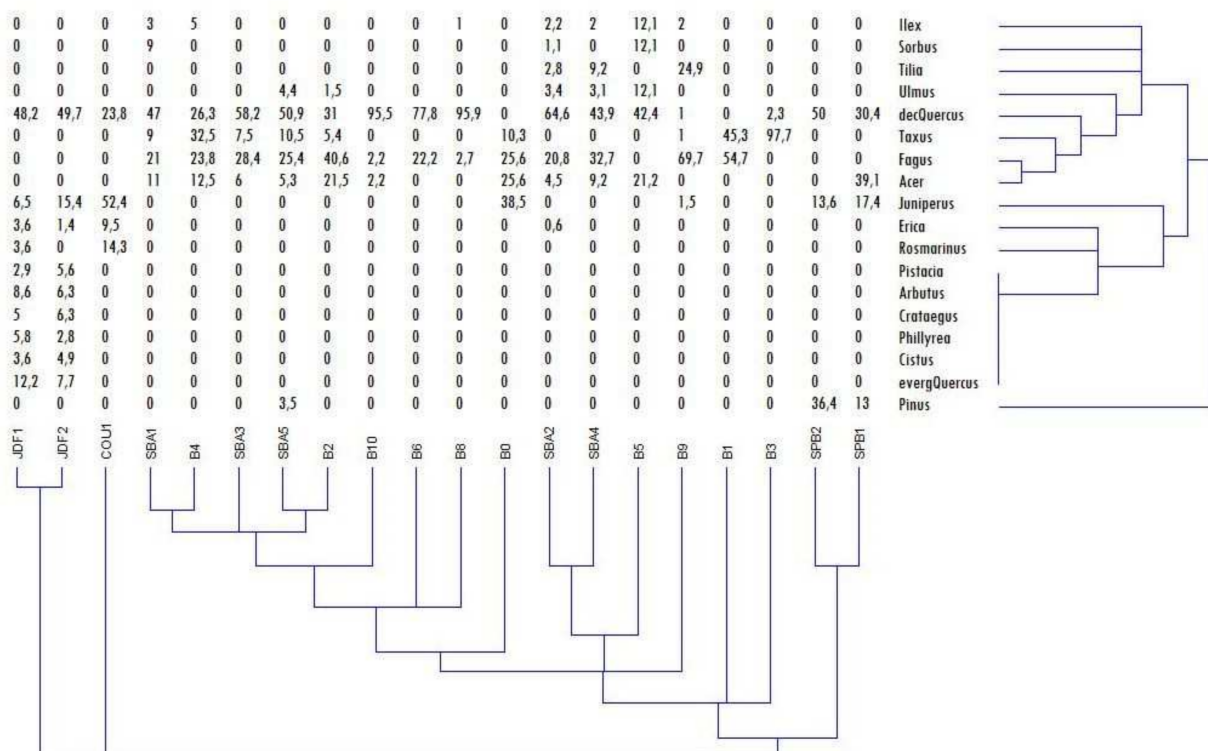 0 0 0 3 5 0 0 0 0 0 1 0 2,2 2 12,1 2 0 0 0 0 Ilex
0 0 0 9 0 0 0 0 0 0 0 0 1,1 0 12,1 0 0 0 0 0 Sorbus
0 0 0 0 0 0 0 0 0 0 0 0 2,8 9,2 0 24,9 0 0 0 0 Tilia
0 0 0 0 0 0 4,4 1,5 0 0 0 0 3,4 3,1 12,1 0 0 0 0 0 Ulmus
48,2 49,7 23,8 47 26,3 58,2 50,9 31 95,5 77,8 95,9 0 64,6 43,9 42,4 1 0 2,3 50 30,4 decQuercus
0 0 0 9 32,5 7,5 10,5 5,4 0 0 0 10,3 0 0 0 1 45,3 97,7 0 0 Taxus
0 0 0 21 23,8 28,4 25,4 40,6 2,2 22,2 2,7 25,6 20,8 32,7 0 69,7 54,7 0 0 0 Fagus
0 0 0 11 12,5 6 5,3 21,5 2,2 0 0 25,6 4,5 9,2 21,2 0 0 0 0 39,1 Acer
6,5 15,4 52,4 0 0 0 0 0 0 0 0 38,5 0 0 0 1,5 0 0 13,6 17,4 Juniperus
3,6 1,4 9,5 0 0 0 0 0 0 0 0 0 0,6 0 0 0 0 0 0 0 Erica
3,6 0 14,3 0 0 0 0 0 0 0 0 0 0 0 0 0 0 0 0 0 Rosmarinus
2,9 5,6 0 0 0 0 0 0 0 0 0 0 0 0 0 0 0 0 0 0 Pistacia
8,6 6,3 0 0 0 0 0 0 0 0 0 0 0 0 0 0 0 0 0 0 Arbutus
5 6,3 0 0 0 0 0 0 0 0 0 0 0 0 0 0 0 0 0 0 Crataegus
5,8 2,8 0 0 0 0 0 0 0 0 0 0 0 0 0 0 0 0 0 0 Phillyrea
3,6 4,9 0 0 0 0 0 0 0 0 0 0 0 0 0 0 0 0 0 0 Cistus
12,2 7,7 0 0 0 0 0 0 0 0 0 0 0 0 0 0 0 0 0 0 evergQuercus
0 0 0 0 0 0 3,5 0 0 0 0 0 0 0 0 0 0 0 36,4 13 Pinus
JDF1 JDF2 COU1 SBA1 B4 SBA3 SBA5 B2 B10 B6 B8 B0 SBA2 SBA4 B5 B9 B1 B3 SPB2 SPB1